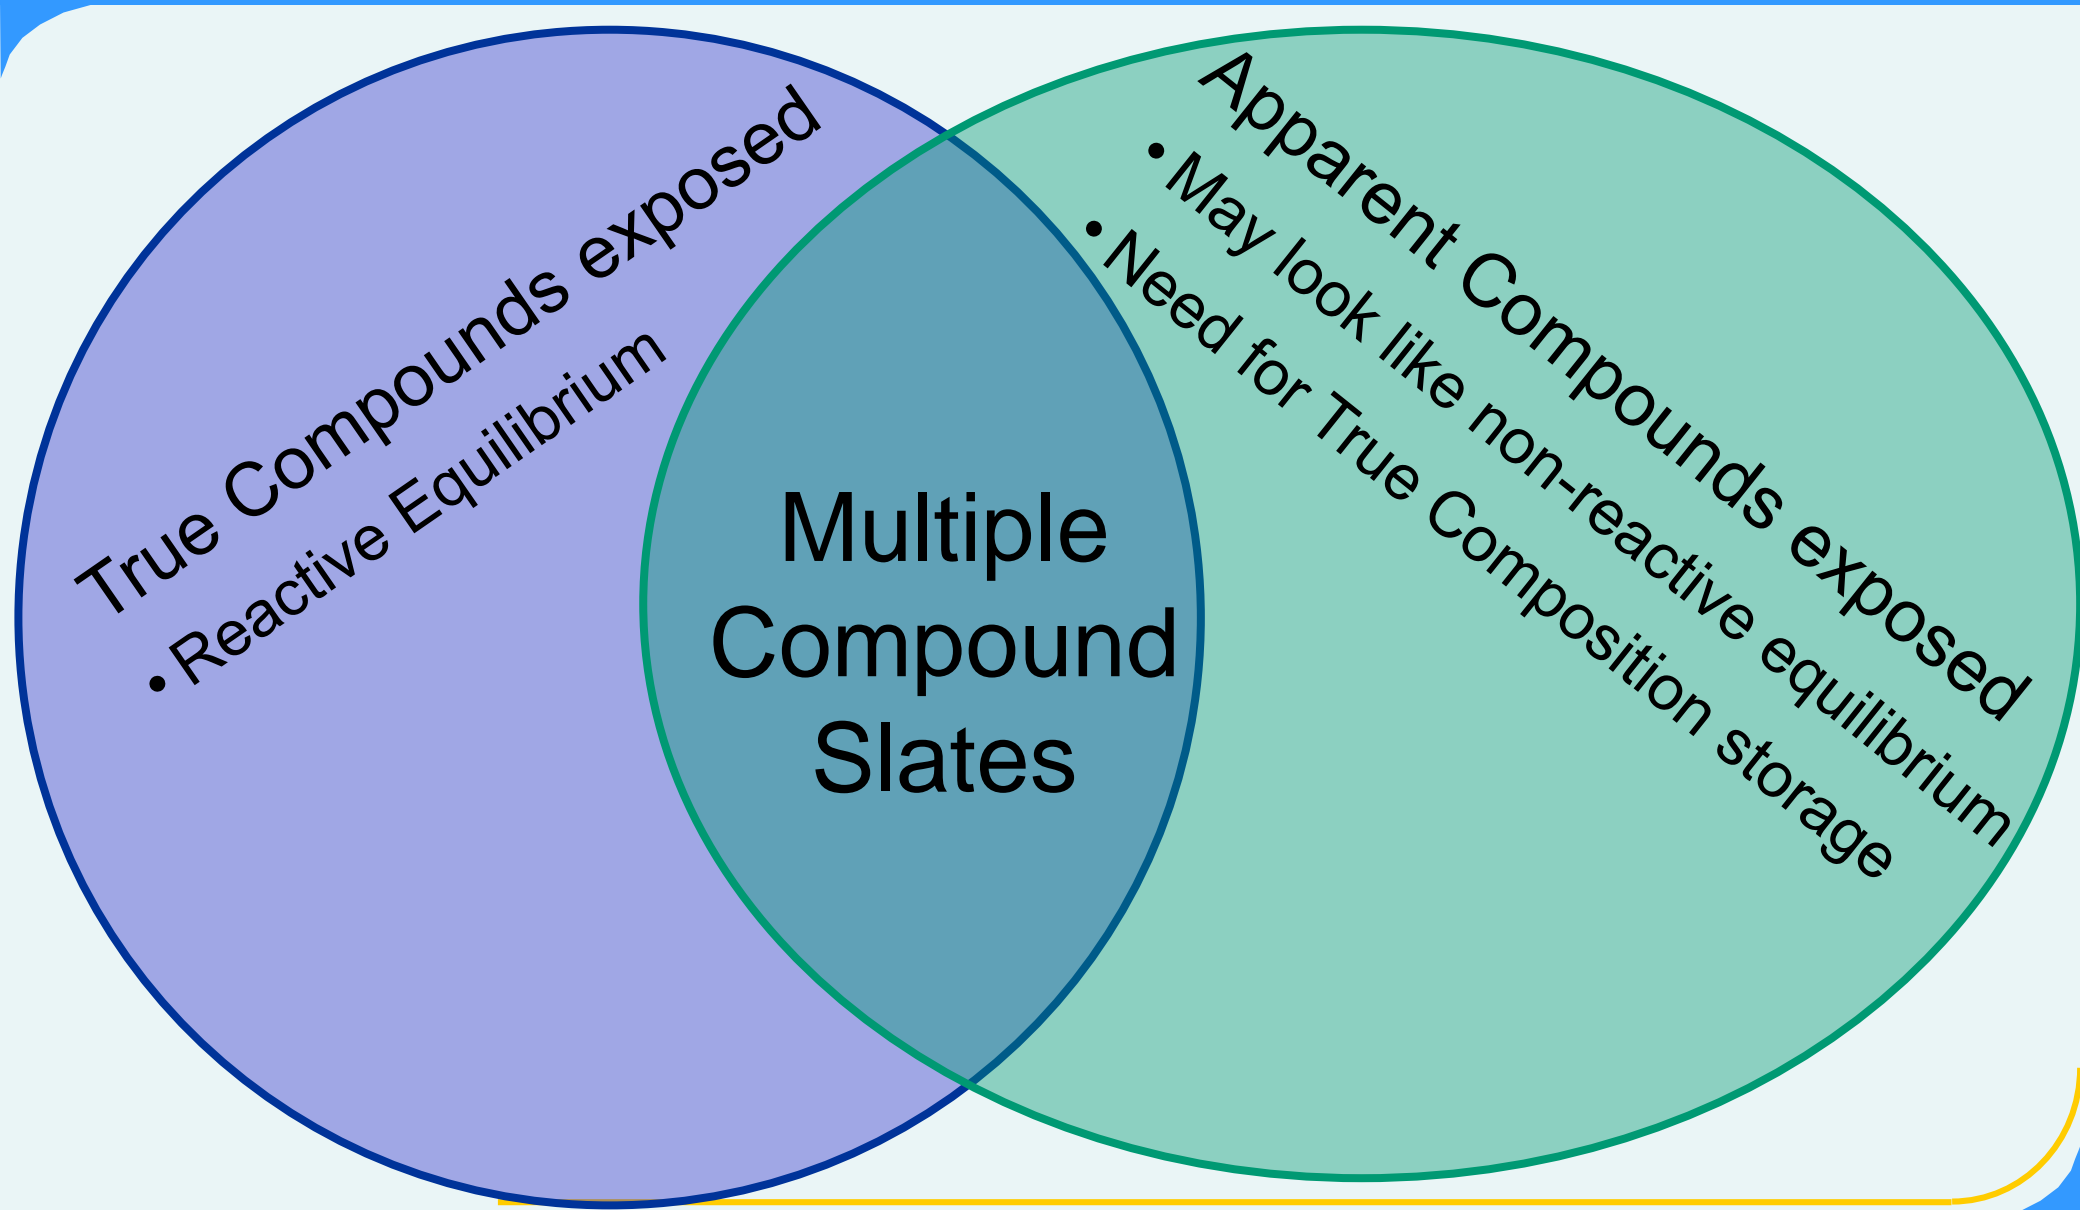 True Compounds exposed
• Reactive Equilibrium
Multiple
Compound
Slates
Apparent Compounds exposed
• May look like non-reactive equilibrium
• Need for True Composition storage